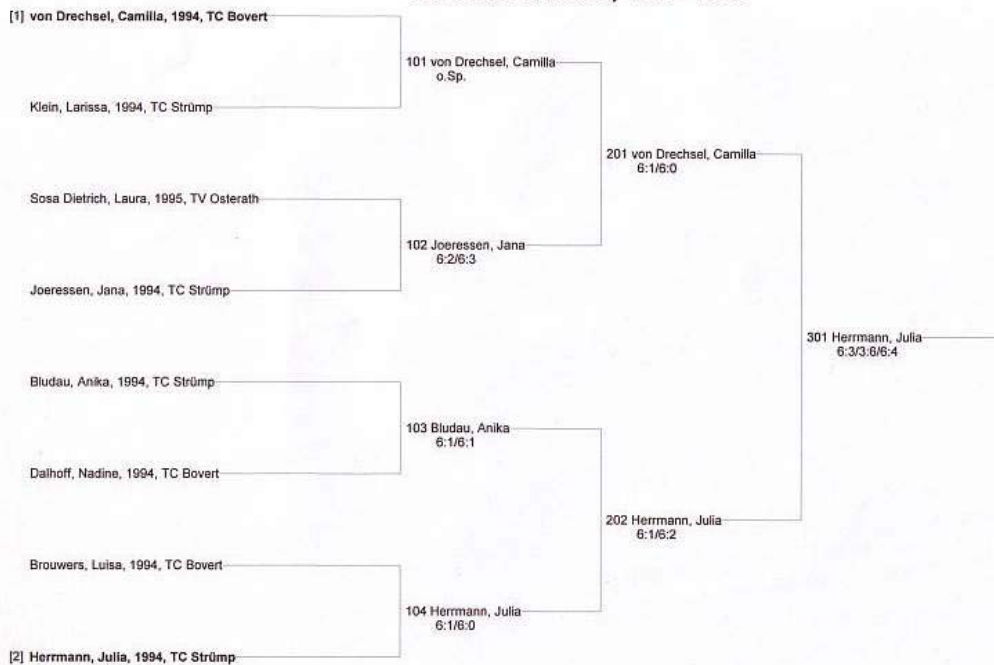 [1] von Drechsel, Camilla, 1994, TC Bovert
101 von Drechsel, Camilla
o.Sp.
Klein, Larissa, 1994, TC Strümp
201 von Drechsel, Camilla
6:1/6:0
Sosa Dietrich, Laura, 1995, TV Osterath
102 Joeressen, Jana
6:2/6:3
Joeressen, Jana, 1994, TC Strümp
301 Herrmann, Julia
6:3/3:6/6:4
Bludau, Anika, 1994, TC Strümp
103 Bludau, Anika
6:1/6:1
Dalhoff, Nadine, 1994, TC Bovert
202 Herrmann, Julia
6:1/6:2
Brouwers, Luisa, 1994, TC Bovert
104 Herrmann, Julia
6:1/6:0
[2] Herrmann, Julia, 1994, TC Strümp